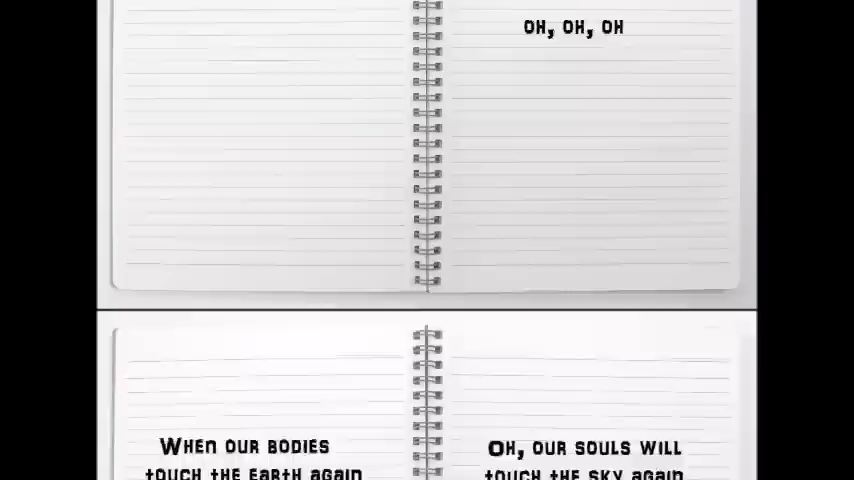 OH, OH, OH
WHEN OUR BODIES
TOUCH THE EARTH AGAIN
OH, OUR SOULS WILL
TOUCH THE SKY AGAIN